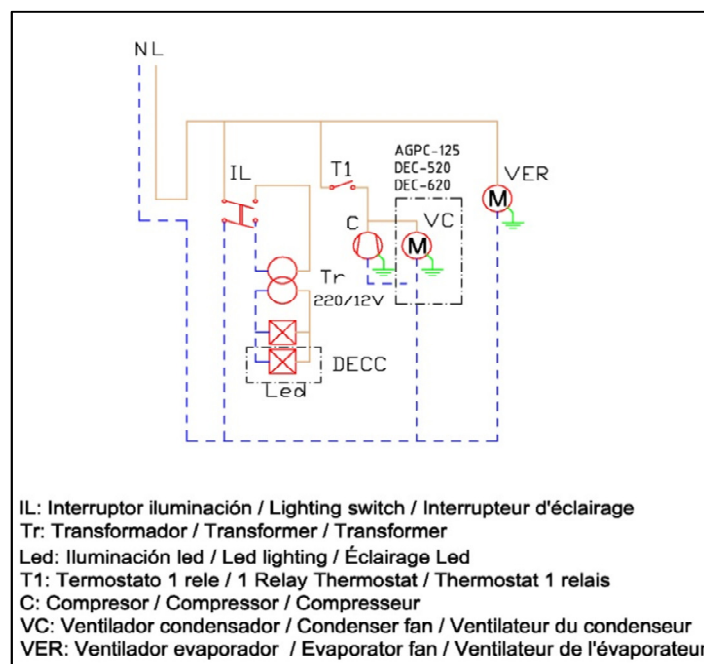 N L
AGPC-125
DEC-520
DEC-620
IL
T1
VER
M
C
VC
M
Tr
220/12V
DECC
Led
IL: Interruptor iluminación / Lighting switch / Interrupteur d'éclairage
Tr: Transformador / Transformer / Transformer
Led: Iluminación led / Led lighting / Éclairage Led
T1: Termostato 1 rele / 1 Relay Thermostat / Thermostat 1 relais
C: Compresor / Compressor / Compresseur
VC: Ventilador condensador / Condenser fan / Ventilateur du condenseur
VER: Ventilador evaporador / Evaporator fan / Ventilateur de l'évaporateur